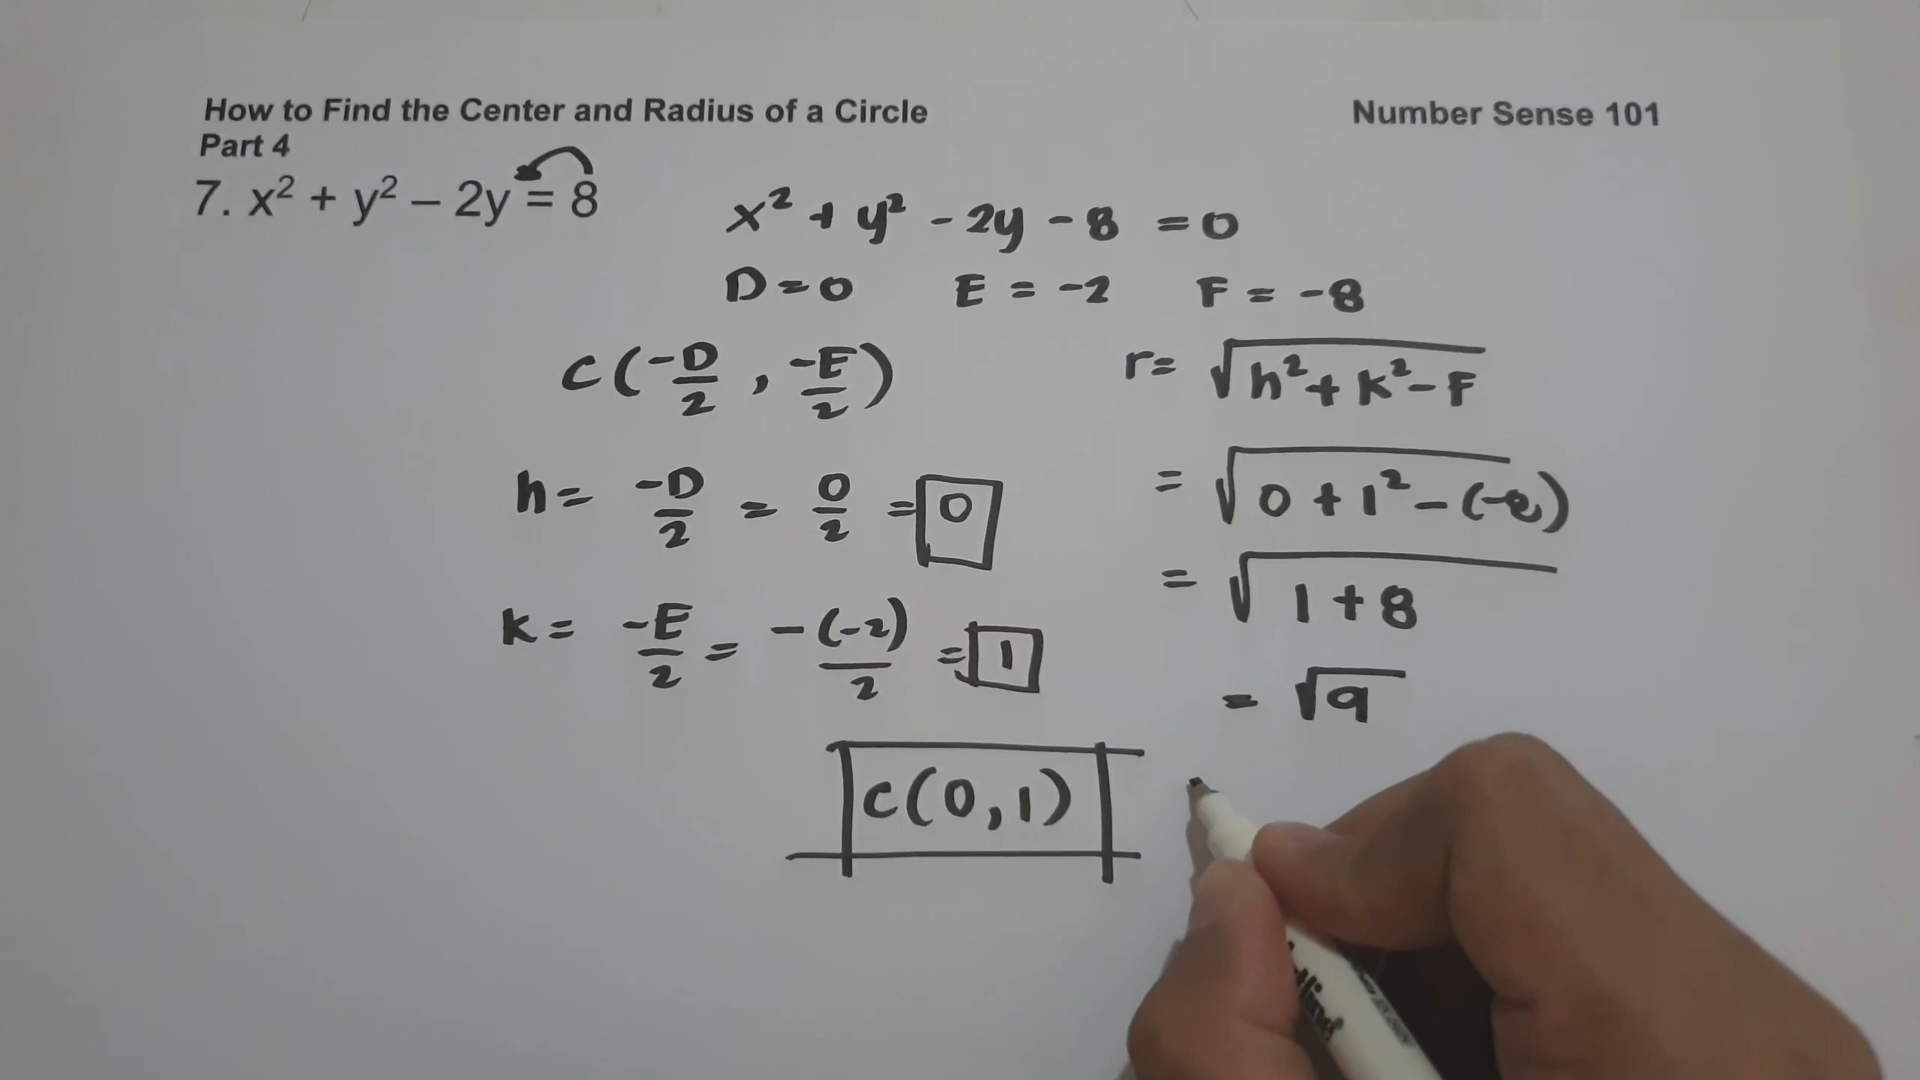 How to Find the Center and Radius of a Circle
Number Sense 101
Part 4
7. x² + y² – 2y = 8
x² + y² - 2y - 8 = 0
D = 0 E = -2 F = -8
C(-D/2, -E/2)
r = √h² + k² - F
h = -D/2 = 0/2 = 0
= √0 + 1² - (-8)
= √1 + 8
k = -E/2 = -(-2)/2 = 1
= √9
C(0,1)